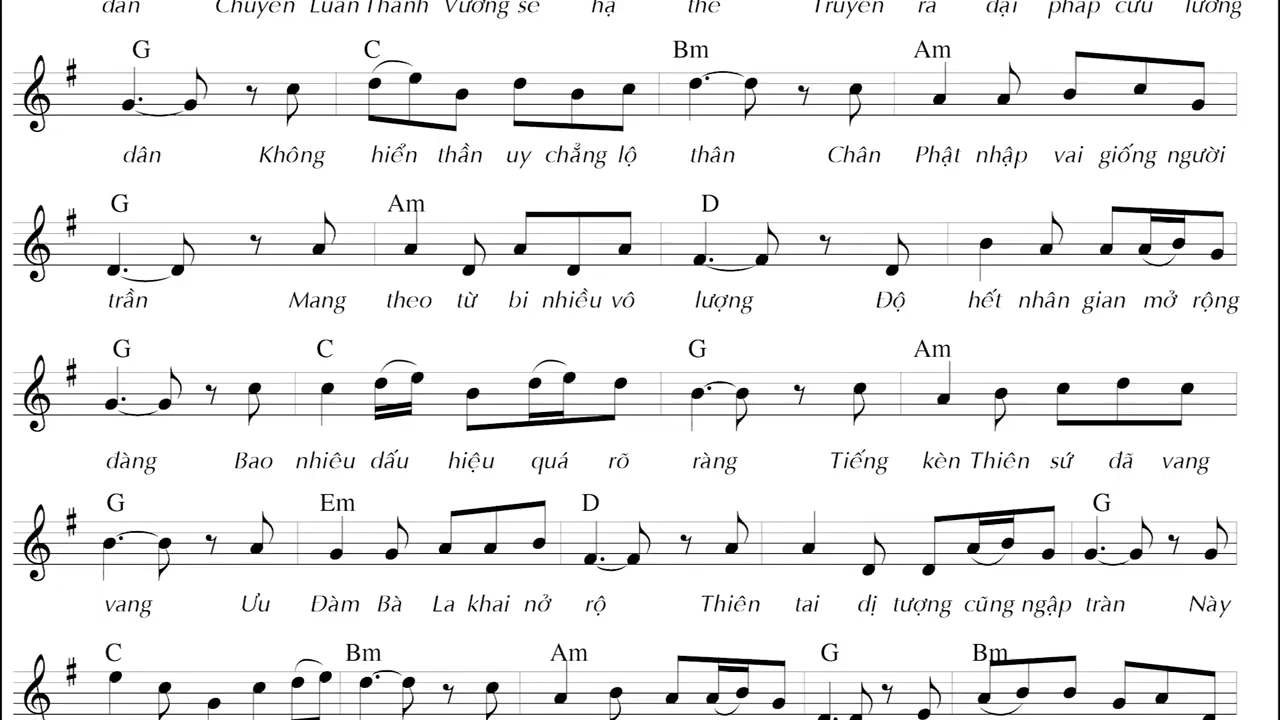 dân Chuyển Luân Thánh Vương sẽ hạ thế Truyền ra đại pháp cứu lương
G C Bm Am
dân Không hiển thần uy chẳng lộ thân Chân Phật nhập vai giống người
G Am D
trần Mang theo từ bi nhiều vô lượng Độ hết nhân gian mở rộng
G C G Am
đàng Bao nhiêu dấu hiệu quá rõ ràng Tiếng kèn Thiên sứ đã vang
G Em D G
vang Ưu Đàm Bà La khai nở rộ Thiên tai dị tượng cũng ngập tràn Này
C Bm Am G Bm